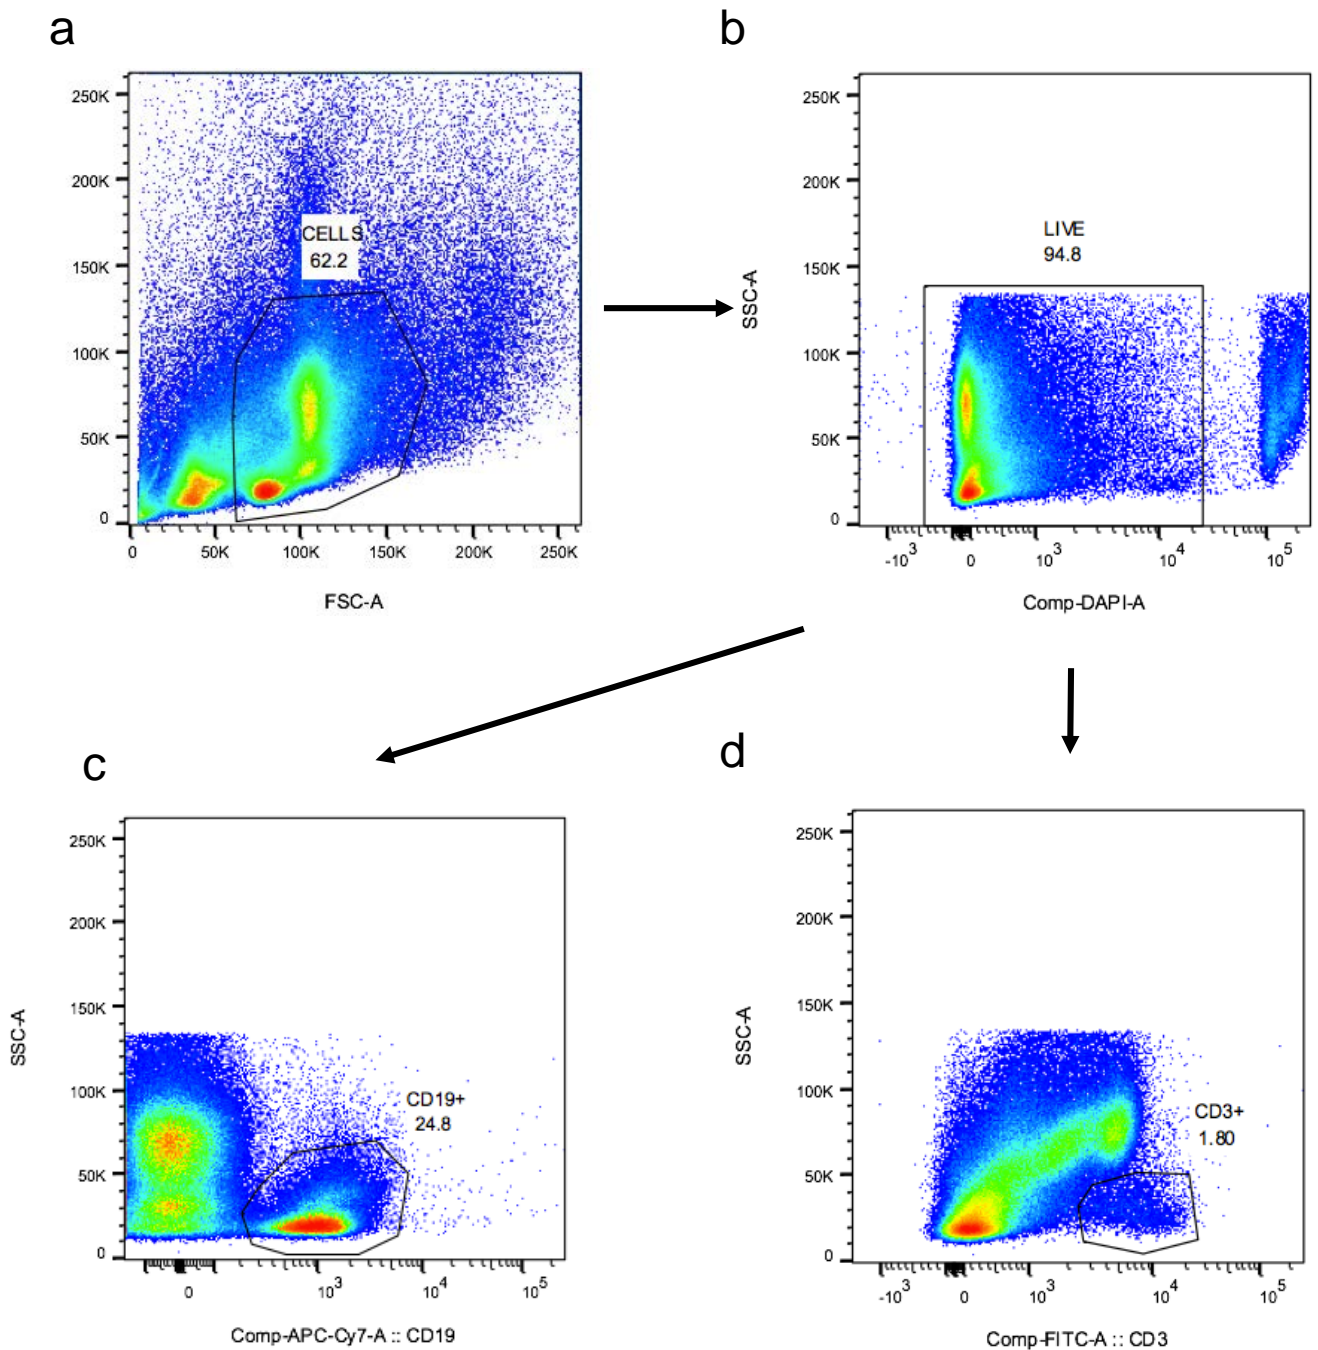 a
250K
200K
150K
100K
50K
0
CELLS
62.2
0
50K
100K
150K
200K
250K
FSC-A
b
250K
200K
150K
100K
50K
0
SSC-A
LIVE
94.8
-10 3
0
10 3
10 4
10 5
Comp-DAPI-A
c
250K
200K
150K
100K
50K
0
SSC-A
CD19+
24.8
0
10 3
10 4
10 5
Comp-APC-Cy7-A :: CD19
d
250K
200K
150K
100K
50K
0
SSC-A
CD3+
1.80
-10 3
0
10 3
10 4
10 5
Comp-FITC-A :: CD3